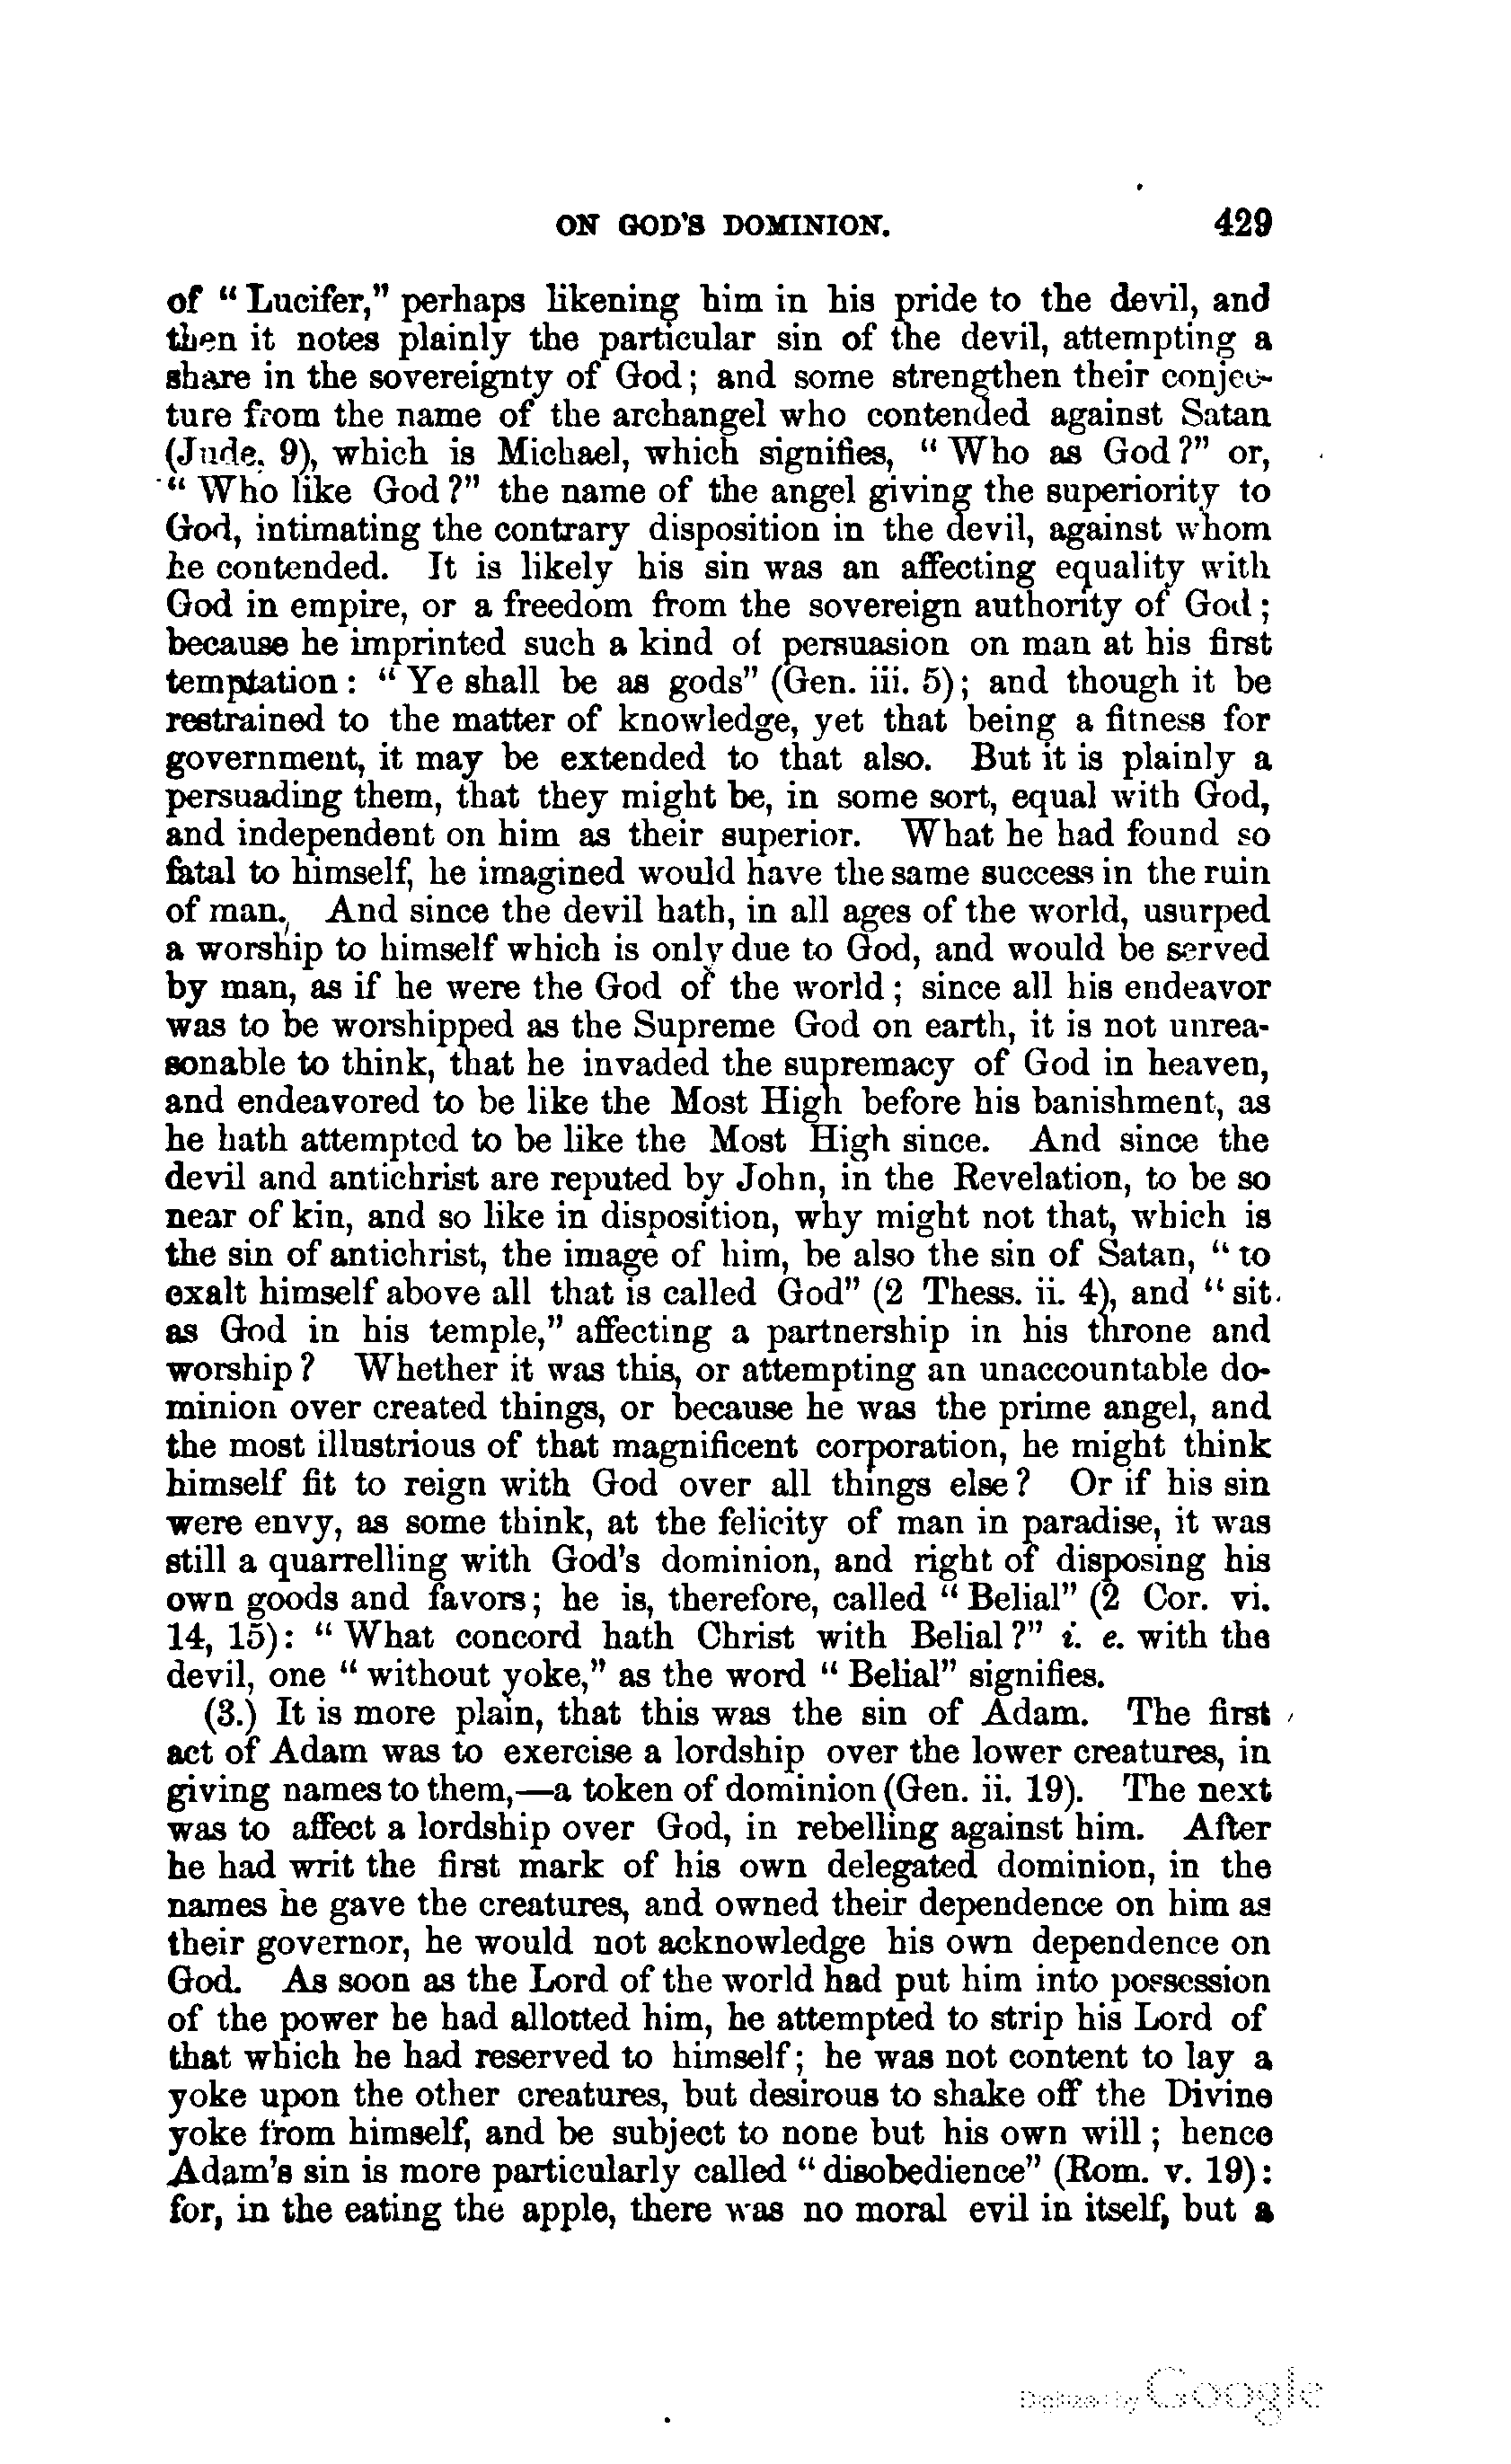 ON GOD'S DOMINION. 429
of "Lucifer," perhaps likening him in his pride to the devil, and
then it notes plainly the particular sin of the devil, attempting a
share in the sovereignty of God; and some strengthen their conjec-
ture from the name of the archangel who contended against Satan
(Jude. 9), which is Michael, which signifies, "Who as God?" or,
"Who like God?" the name of the angel giving the superiority to
God, intimating the contrary disposition in the devil, against whom
he contended. It is likely his sin was an affecting equality with
God in empire, or a freedom from the sovereign authority of God;
because he imprinted such a kind of persuasion on man at his first
temptation: "Ye shall be as gods" (Gen. iii. 5); and though it be
restrained to the matter of knowledge, yet that being a fitness for
government, it may be extended to that also. But it is plainly a
persuading them, that they might be, in some sort, equal with God,
and independent on him as their superior. What he had found so
fatal to himself, he imagined would have the same success in the ruin
of man. And since the devil hath, in all ages of the world, usurped
a worship to himself which is only due to God, and would be served
by man, as if he were the God of the world; since all his endeavor
was to be worshipped as the Supreme God on earth, it is not unrea-
sonable to think, that he invaded the supremacy of God in heaven,
and endeavored to be like the Most High before his banishment, as
he hath attempted to be like the Most High since. And since the
devil and antichrist are reputed by John, in the Revelation, to be so
near of kin, and so like in disposition, why might not that, which is
the sin of antichrist, the image of him, be also the sin of Satan, "to
exalt himself above all that is called God" (2 Thess. ii. 4), and "sit
as God in his temple," affecting a partnership in his throne and
worship? Whether it was this, or attempting an unaccountable do-
minion over created things, or because he was the prime angel, and
the most illustrious of that magnificent corporation, he might think
himself fit to reign with God over all things else? Or if his sin
were envy, as some think, at the felicity of man in paradise, it was
still a quarrelling with God's dominion, and right of disposing his
own goods and favors; he is, therefore, called "Belial" (2 Cor. vi.
14, 15): "What concord hath Christ with Belial?" i. e. with the
devil, one "without yoke," as the word "Belial" signifies.
(3.) It is more plain, that this was the sin of Adam. The first
act of Adam was to exercise a lordship over the lower creatures, in
giving names to them,—a token of dominion (Gen. ii. 19). The next
was to affect a lordship over God, in rebelling against him. After
he had writ the first mark of his own delegated dominion, in the
names he gave the creatures, and owned their dependence on him as
their governor, he would not acknowledge his own dependence on
God. As soon as the Lord of the world had put him into possession
of the power he had allotted him, he attempted to strip his Lord of
that which he had reserved to himself; he was not content to lay a
yoke upon the other creatures, but desirous to shake off the Divine
yoke from himself, and be subject to none but his own will; hence
Adam's sin is more particularly called "disobedience" (Rom. v. 19):
for, in the eating the apple, there was no moral evil in itself, but a
Digitized by Google